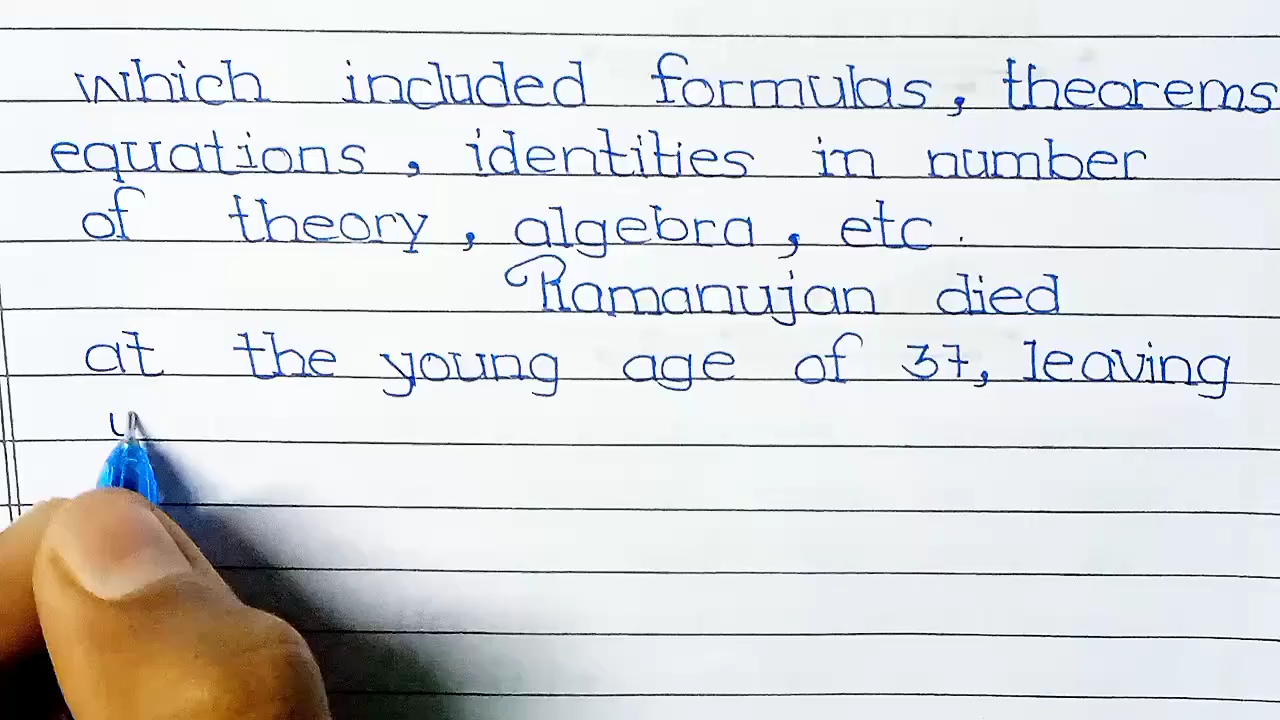 which included formulas, theorems
equations, identities in number
of theory, algebra, etc.
Ramanujan died
at the young age of 37, leaving